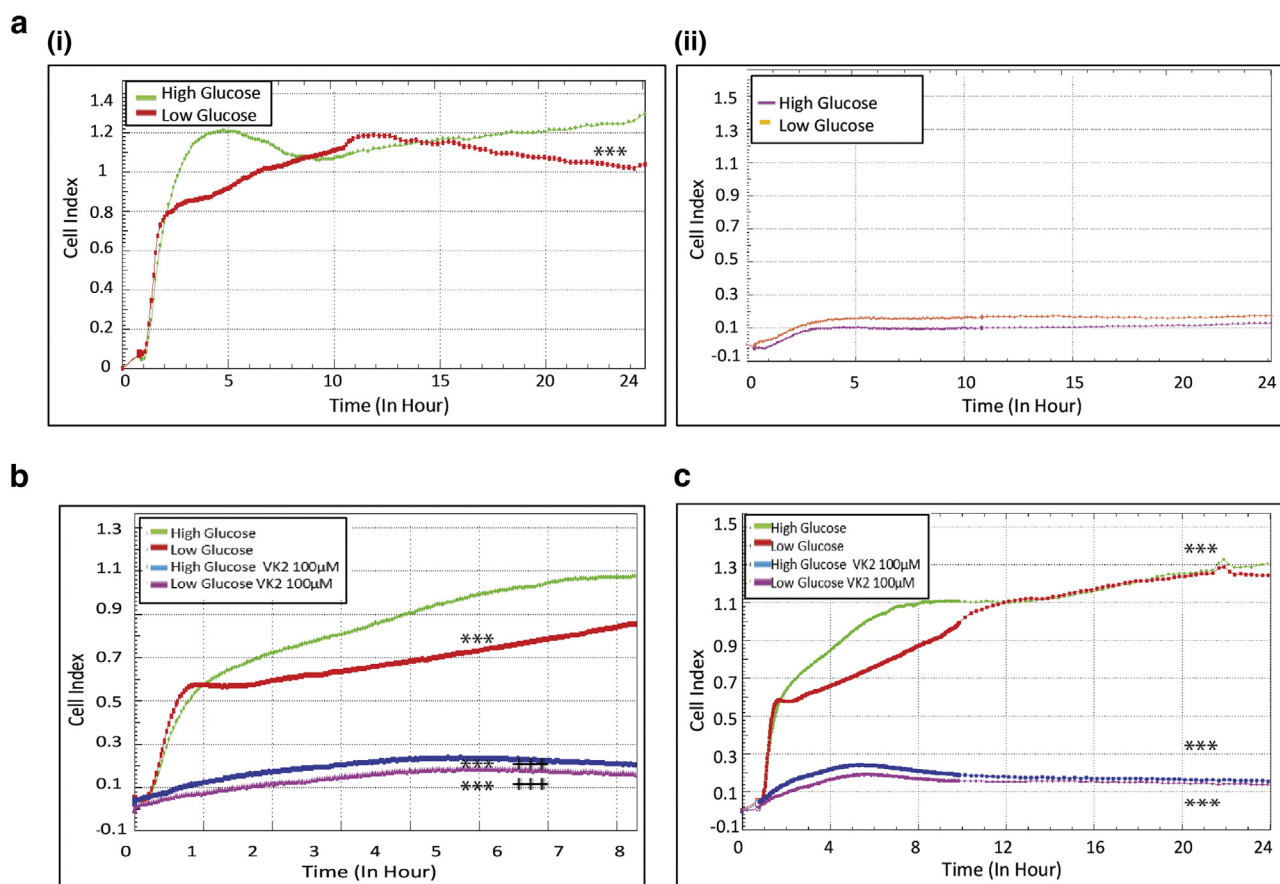 a
(i)
High Glucose
Low Glucose
1.4
1.2
1
0.8
0.6
0.4
0.2
0
Cell Index
***
0 5 10 15 20 24
Time (In Hour)
(ii)
High Glucose
Low Glucose
1.5
1.3
1.1
0.9
0.7
0.5
0.3
0.1
-0.1
Cell Index
0 5 10 15 20 24
Time (In Hour)
b
High Glucose
Low Glucose
High Glucose VK2 100µM
Low Glucose VK2 100µM
1.3
1.1
0.9
0.7
0.5
0.3
0.1
-0.1
Cell Index
***
*** ‡‡‡
*** ‡‡‡
0 1 2 3 4 5 6 7 8
Time (In Hour)
c
High Glucose
Low Glucose
High Glucose VK2 100µM
Low Glucose VK2 100µM
1.5
1.3
1.1
0.9
0.7
0.5
0.3
0.1
-0.1
Cell Index
***
***
***
0 2 4 6 8 10 12 14 16 18 20 22 24
Time (In Hour)